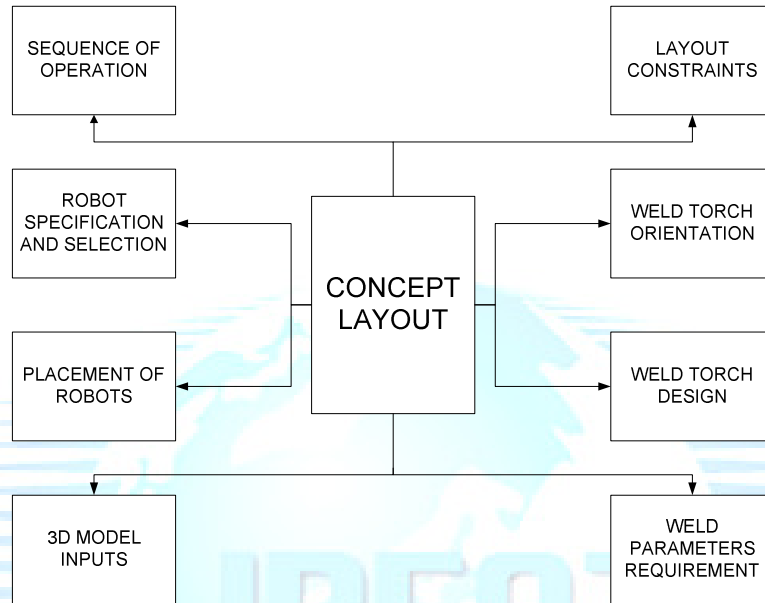 SEQUENCE OF
OPERATION
LAYOUT
CONSTRAINTS
ROBOT
SPECIFICATION
AND SELECTION
WELD TORCH
ORIENTATION
CONCEPT
LAYOUT
PLACEMENT OF
ROBOTS
WELD TORCH
DESIGN
3D MODEL
INPUTS
WELD
PARAMETERS
REQUIREMENT